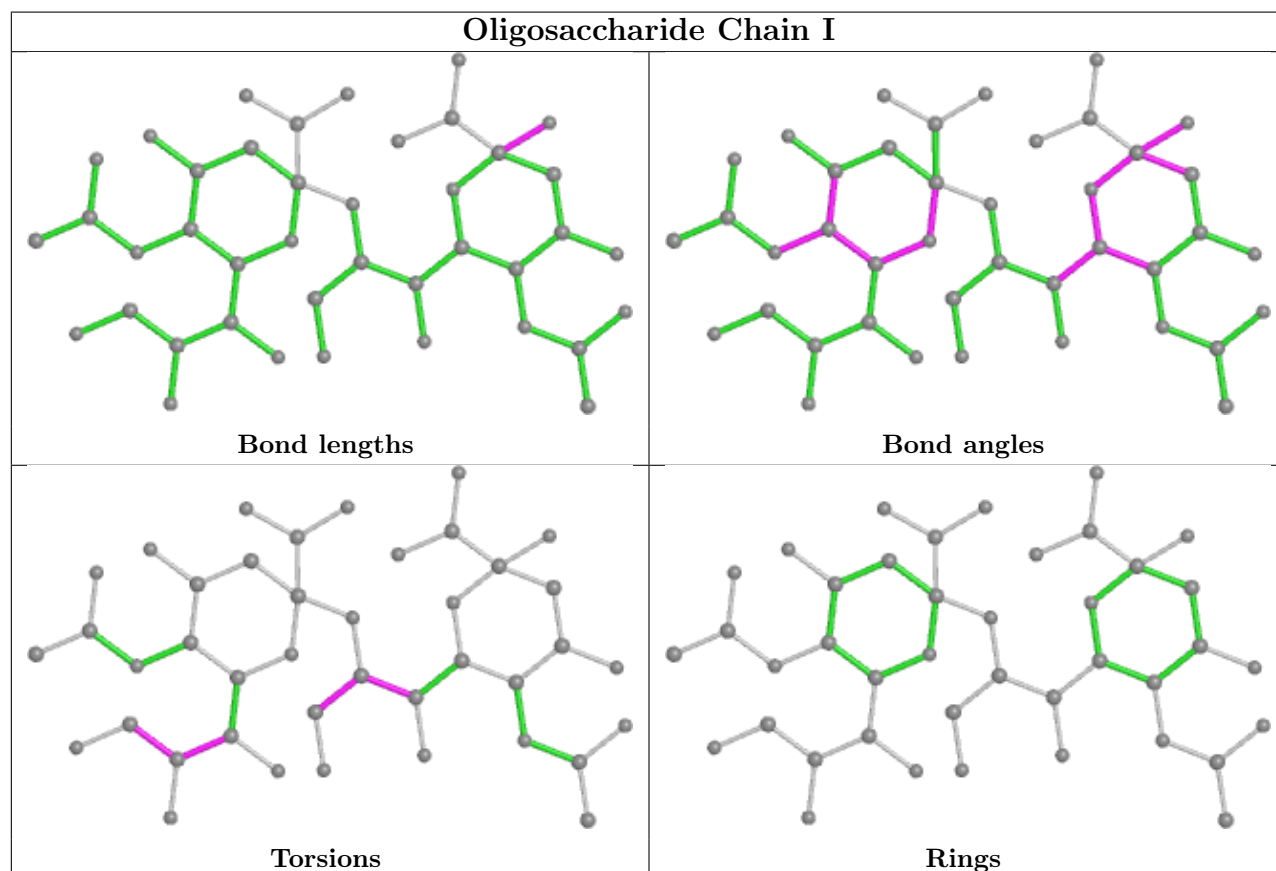 Oligosaccharide Chain I
Bond lengths
Bond angles
Torsions
Rings